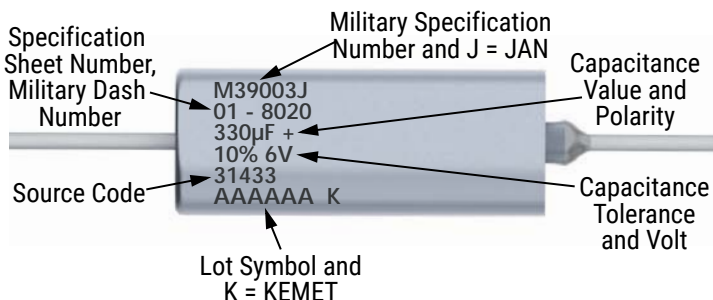 Military Specification
Number and J = JAN
Specification
Sheet Number,
Military Dash
Number
Capacitance
Value and
Polarity
M39003J
01 - 8020
330µF +
10% 6V
31433
AAAAAA K
Source Code
Capacitance
Tolerance
and Volt
Lot Symbol and
K = KEMET